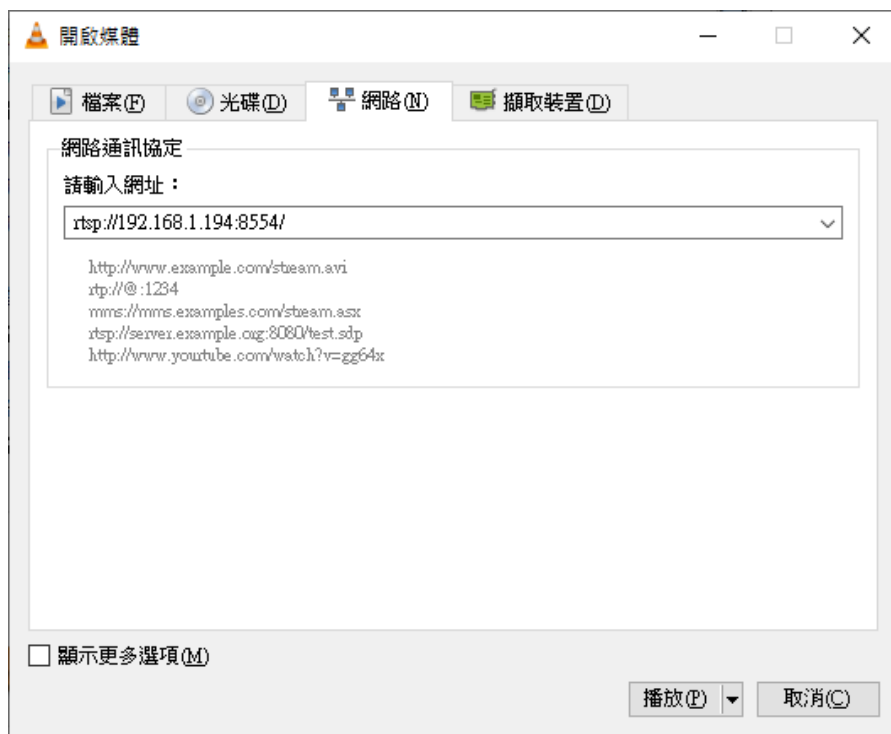 開啟媒體
檔案(F) 光碟(D) 網路(N) 擷取裝置(D)
網路通訊協定
請輸入網址：
rtsp://192.168.1.194:8554/
http://www.example.com/stream.avi
rtp://@:1234
mms://mms.examples.com/stream.asx
rtsp://server.example.org:8080/test.sdp
http://www.yourtube.com/watch?v=gg64x
顯示更多選項(M)
播放(P) 取消(C)